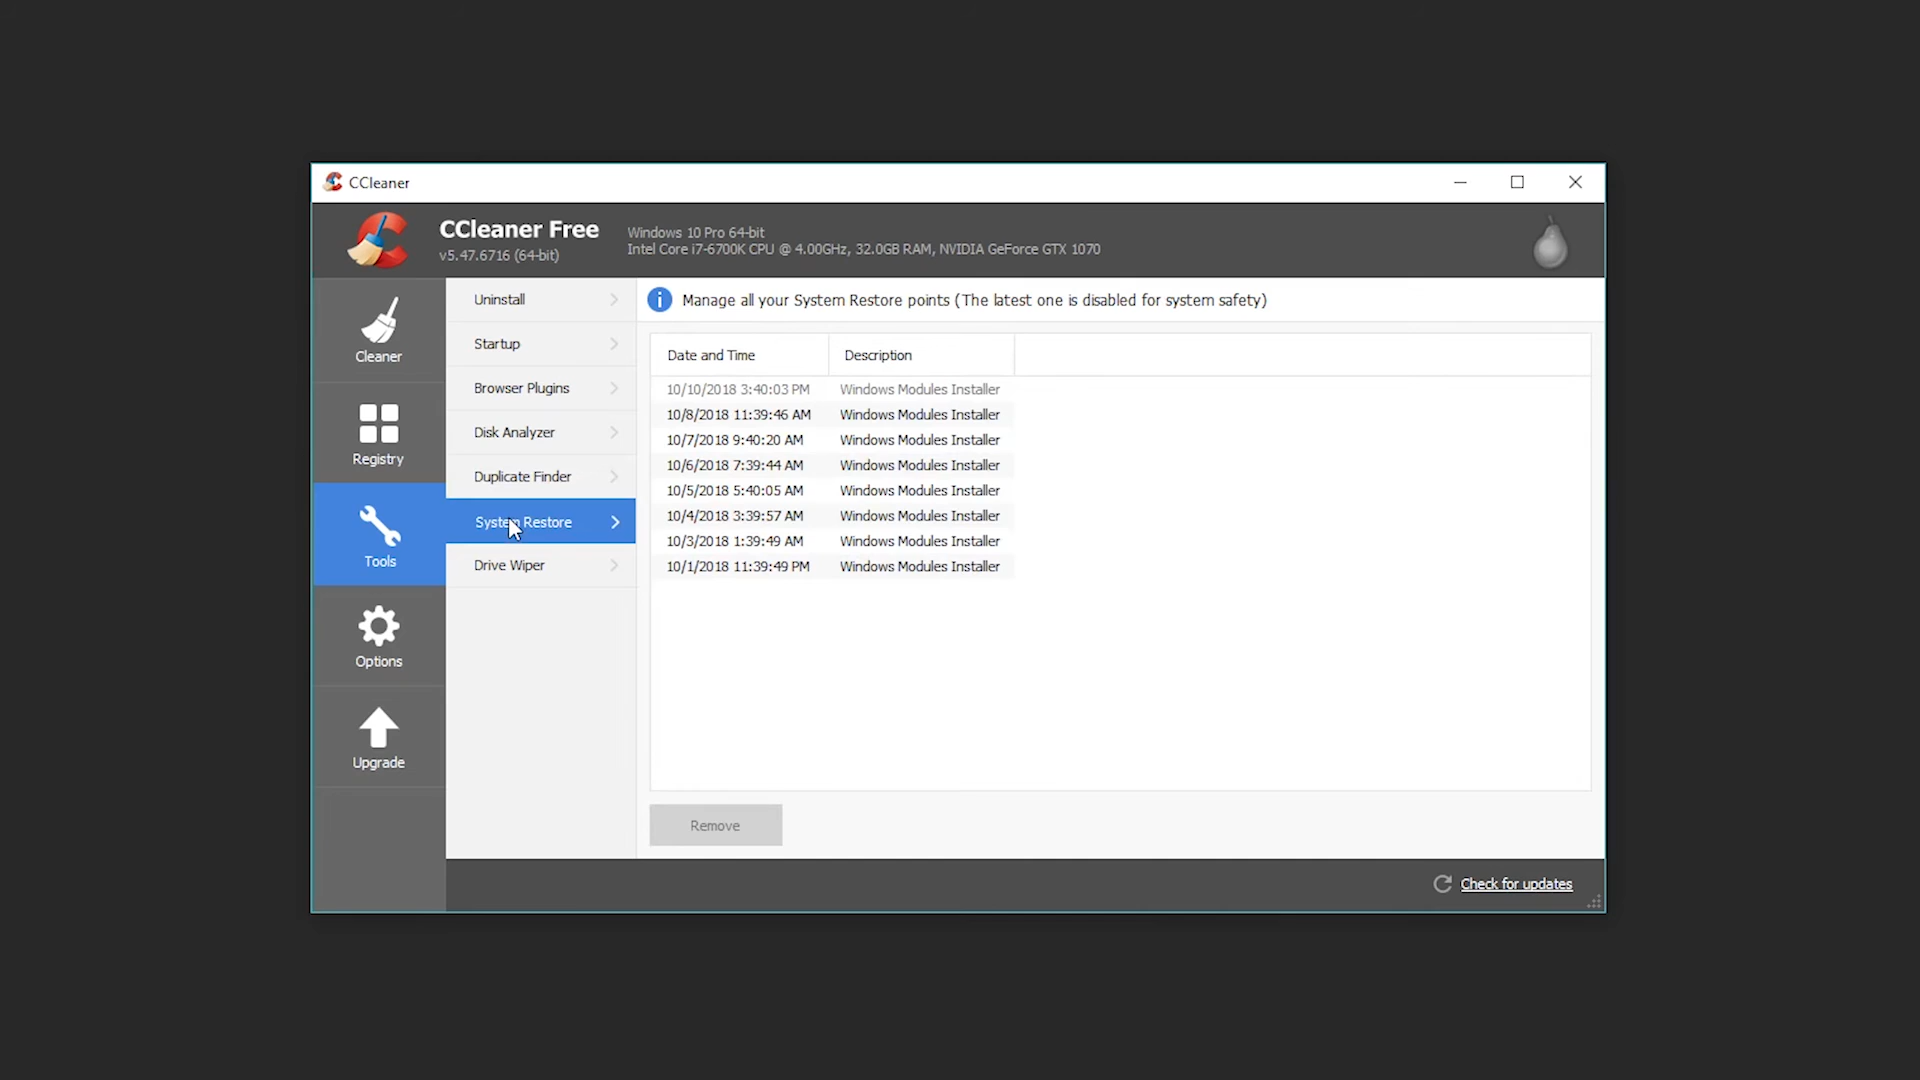 CCleaner
CCleaner Free
v5.47.6716 (64-bit)
Windows 10 Pro 64-bit
Intel Core i7-6700K CPU @ 4.00GHz, 32.0GB RAM, NVIDIA GeForce GTX 1070
Cleaner
Registry
Tools
Options
Upgrade
Uninstall
Startup
Browser Plugins
Disk Analyzer
Duplicate Finder
System Restore
Drive Wiper
Manage all your System Restore points (The latest one is disabled for system safety)
Date and Time Description
10/10/2018 3:40:03 PM Windows Modules Installer
10/8/2018 11:39:46 AM Windows Modules Installer
10/7/2018 9:40:20 AM Windows Modules Installer
10/6/2018 7:39:44 AM Windows Modules Installer
10/5/2018 5:40:05 AM Windows Modules Installer
10/4/2018 3:39:57 AM Windows Modules Installer
10/3/2018 1:39:49 AM Windows Modules Installer
10/1/2018 11:39:49 PM Windows Modules Installer
Remove
Check for updates